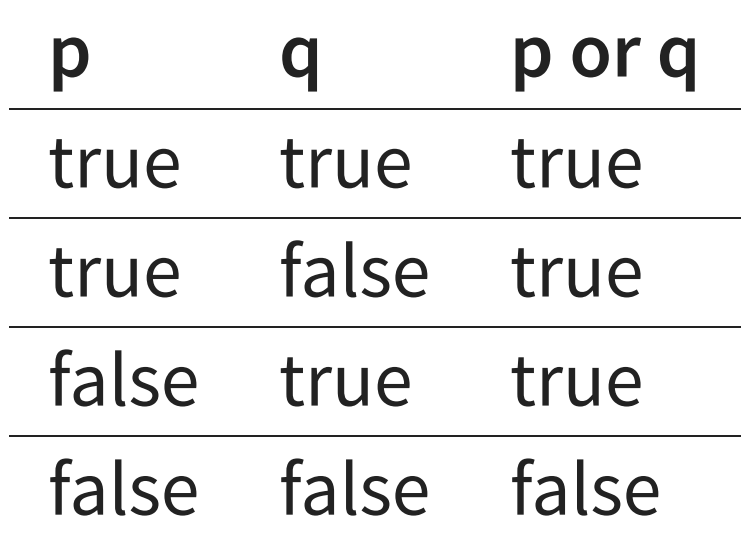 p q p or q
true true true
true false true
false true true
false false false